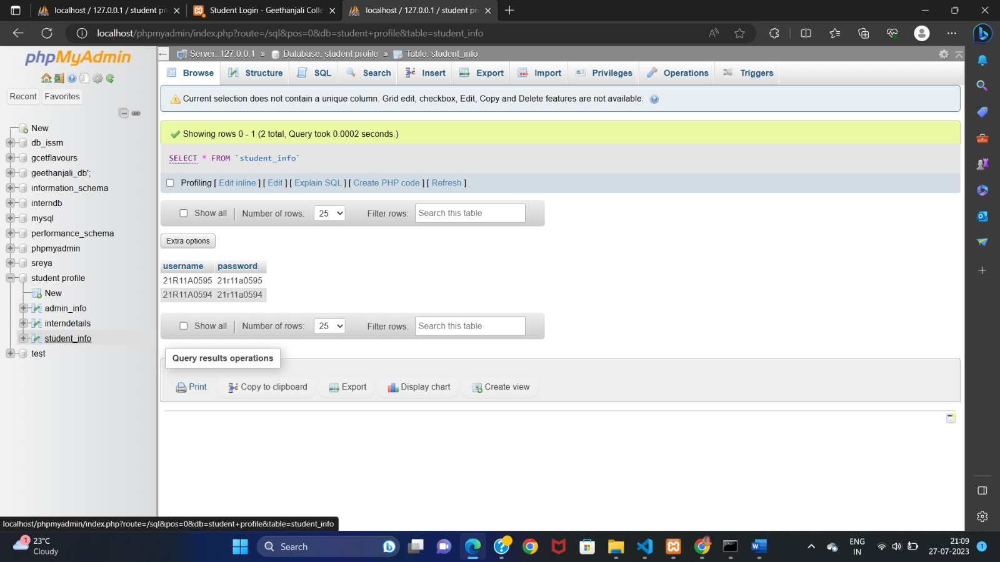 localhost / 127.0.0.1 / student pr
Student Login - Geethanjali Colle
localhost / 127.0.0.1 / student pr
localhost/phpmyadmin/index.php?route=/sql&pos=0&db=student+profile&table=student_info
phpMyAdmin
Recent Favorites
New
db_issm
gcetflavours
geethanjali_db';
information_schema
interndb
mysql
performance_schema
phpmyadmin
sreya
student profile
New
admin_info
interndetails
student_info
test
Server: 127.0.0.1 » Database: student profile » Table: student_info
Browse Structure SQL Search Insert Export Import Privileges Operations Triggers
Current selection does not contain a unique column. Grid edit, checkbox, Edit, Copy and Delete features are not available.
Showing rows 0 - 1 (2 total, Query took 0.0002 seconds.)
SELECT * FROM `student_info`
Profiling [ Edit inline ] [ Edit ] [ Explain SQL ] [ Create PHP code ] [ Refresh ]
Show all Number of rows: 25 Filter rows: Search this table
Extra options
username password
21R11A0595 21r11a0595
21R11A0594 21r11a0594
Show all Number of rows: 25 Filter rows: Search this table
Query results operations
Print Copy to clipboard Export Display chart Create view
localhost/phpmyadmin/index.php?route=/sql&pos=0&db=student+profile&table=student_info
1
23°C
Cloudy
Search
ENG
IN
21:09
27-07-2023
1